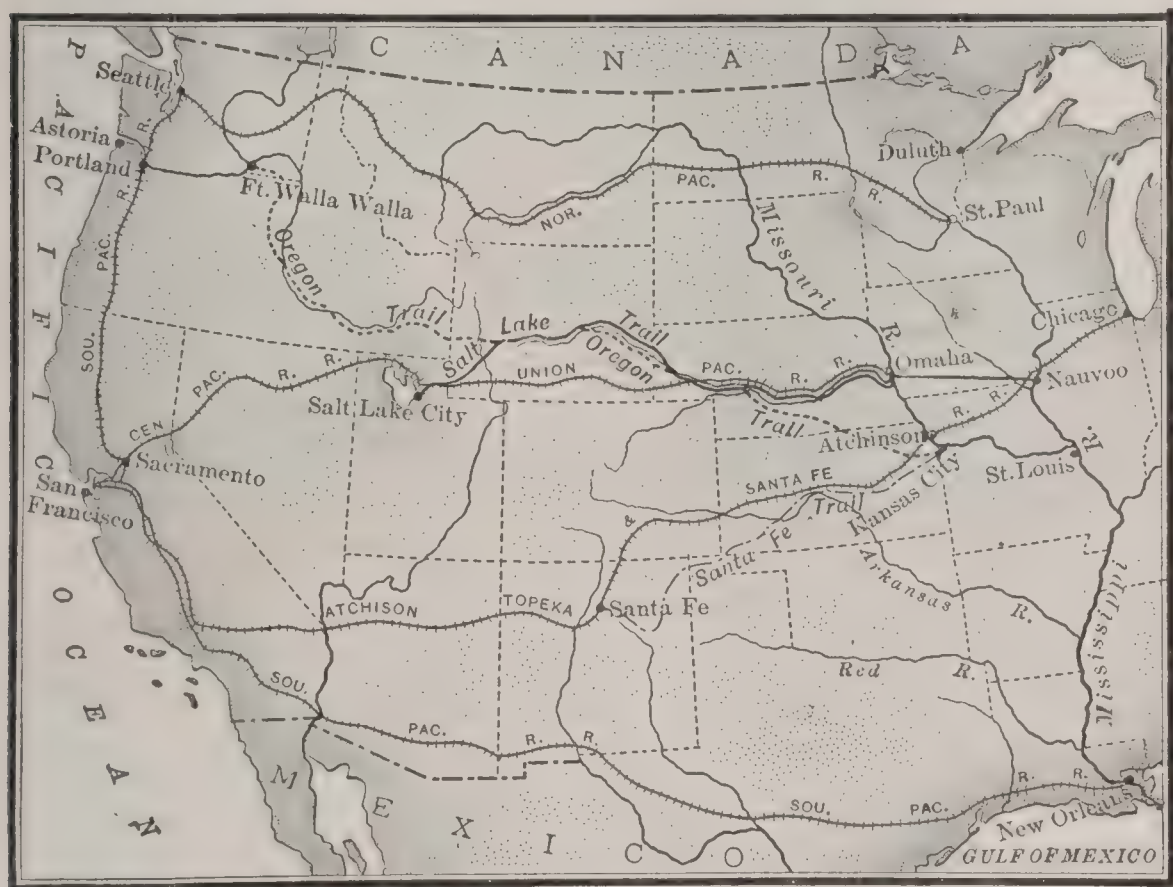 CANADA
PACIFIC OCEAN
Seattle
Astoria
Portland
R.
R.
Ft. Walla Walla
Duluth
PAC. R. R.
NOR.
St. Paul
Missouri R.
Oregon
Trail
PAC.
SOU.
Salt Lake Trail
Oregon
Chicago
CEN PAC. R. R.
UNION PAC. R. R.
Omaha
Nauvoo
Salt Lake City
Trail
Atchinson
R. R.
Sacramento
St. Louis
R.
San
Francisco
SANTA FE
Kansas City
Trail
&
Santa Fe
Arkansas R.
ATCHISON TOPEKA
Santa Fe
Mississippi
Red R.
SOU.
PAC. R. R.
MEXICO
SOU. PAC. R. R.
New Orleans
GULF OF MEXICO